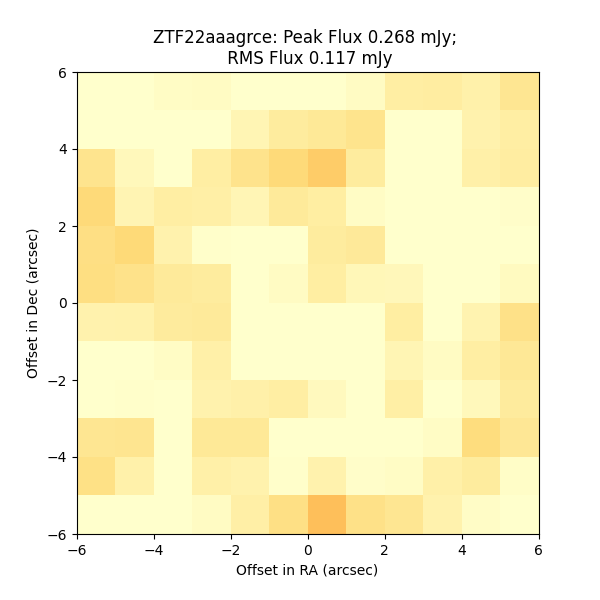 ZTF22aaagrce: Peak Flux 0.268 mJy;
RMS Flux 0.117 mJy
6
4
2
0
−2
−4
−6
Offset in Dec (arcsec)
−6 −4 −2 0 2 4 6
Offset in RA (arcsec)